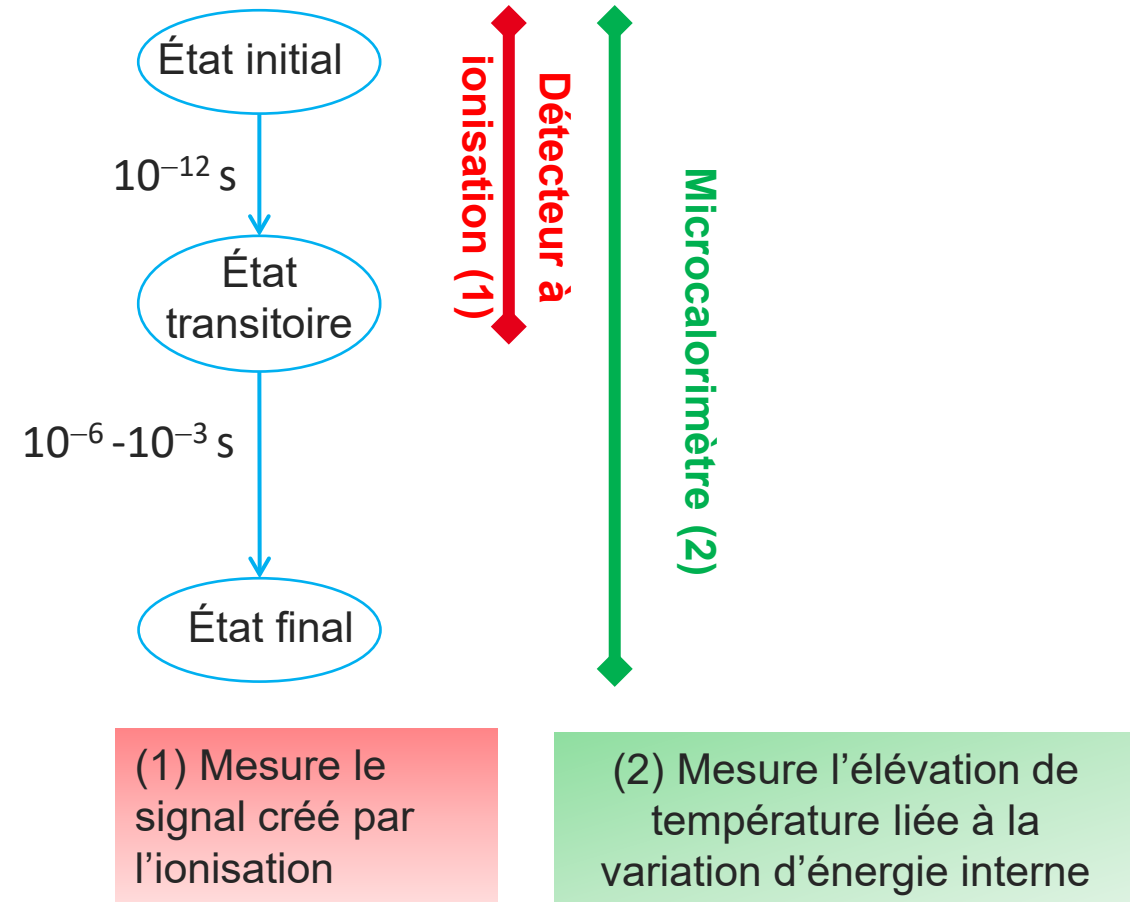 État initial
10⁻¹² s
État
transitoire
10⁻⁶ -10⁻³ s
État final
Détecteur à
ionisation (1)
Microcalorimètre (2)
(1) Mesure le
signal créé par
l’ionisation
(2) Mesure l’élévation de
température liée à la
variation d’énergie interne